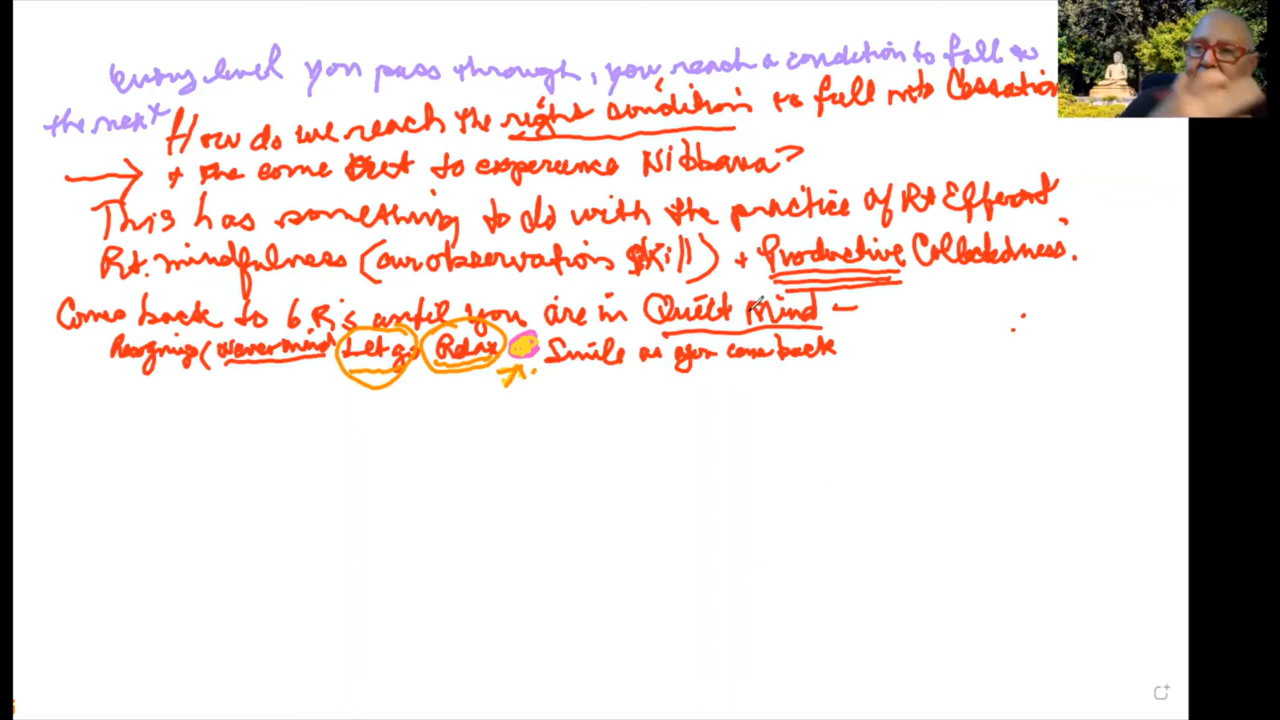 Every level you pass through, you reach a condition to fall to
the next
How do we reach the right condition to fall into Cessation
+ the come out to experience Nibbana?
This has something to do with the practice of Rt Effort
Rt. mindfulness (our observation skill) + Productive Collectedness.
Come back to 6 R's until you are in Quiet Mind -
(never mind Let go Relax Smile as you come back